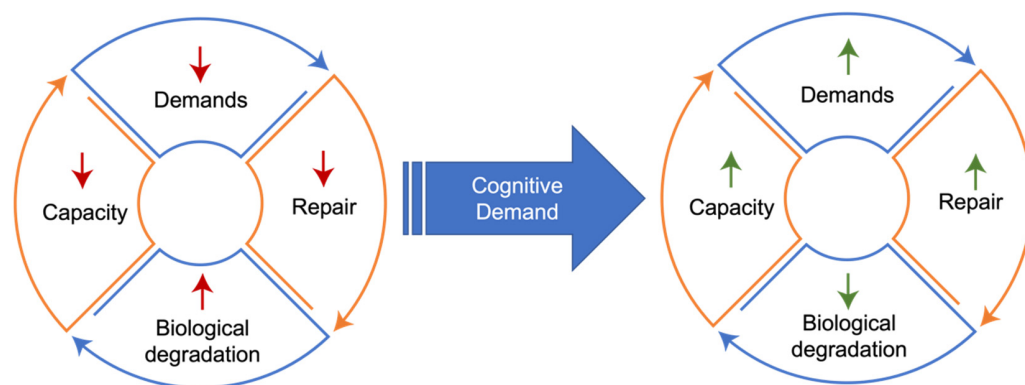 Demands
Capacity
Repair
Biological
degradation
Cognitive
Demand
Demands
Capacity
Repair
Biological
degradation